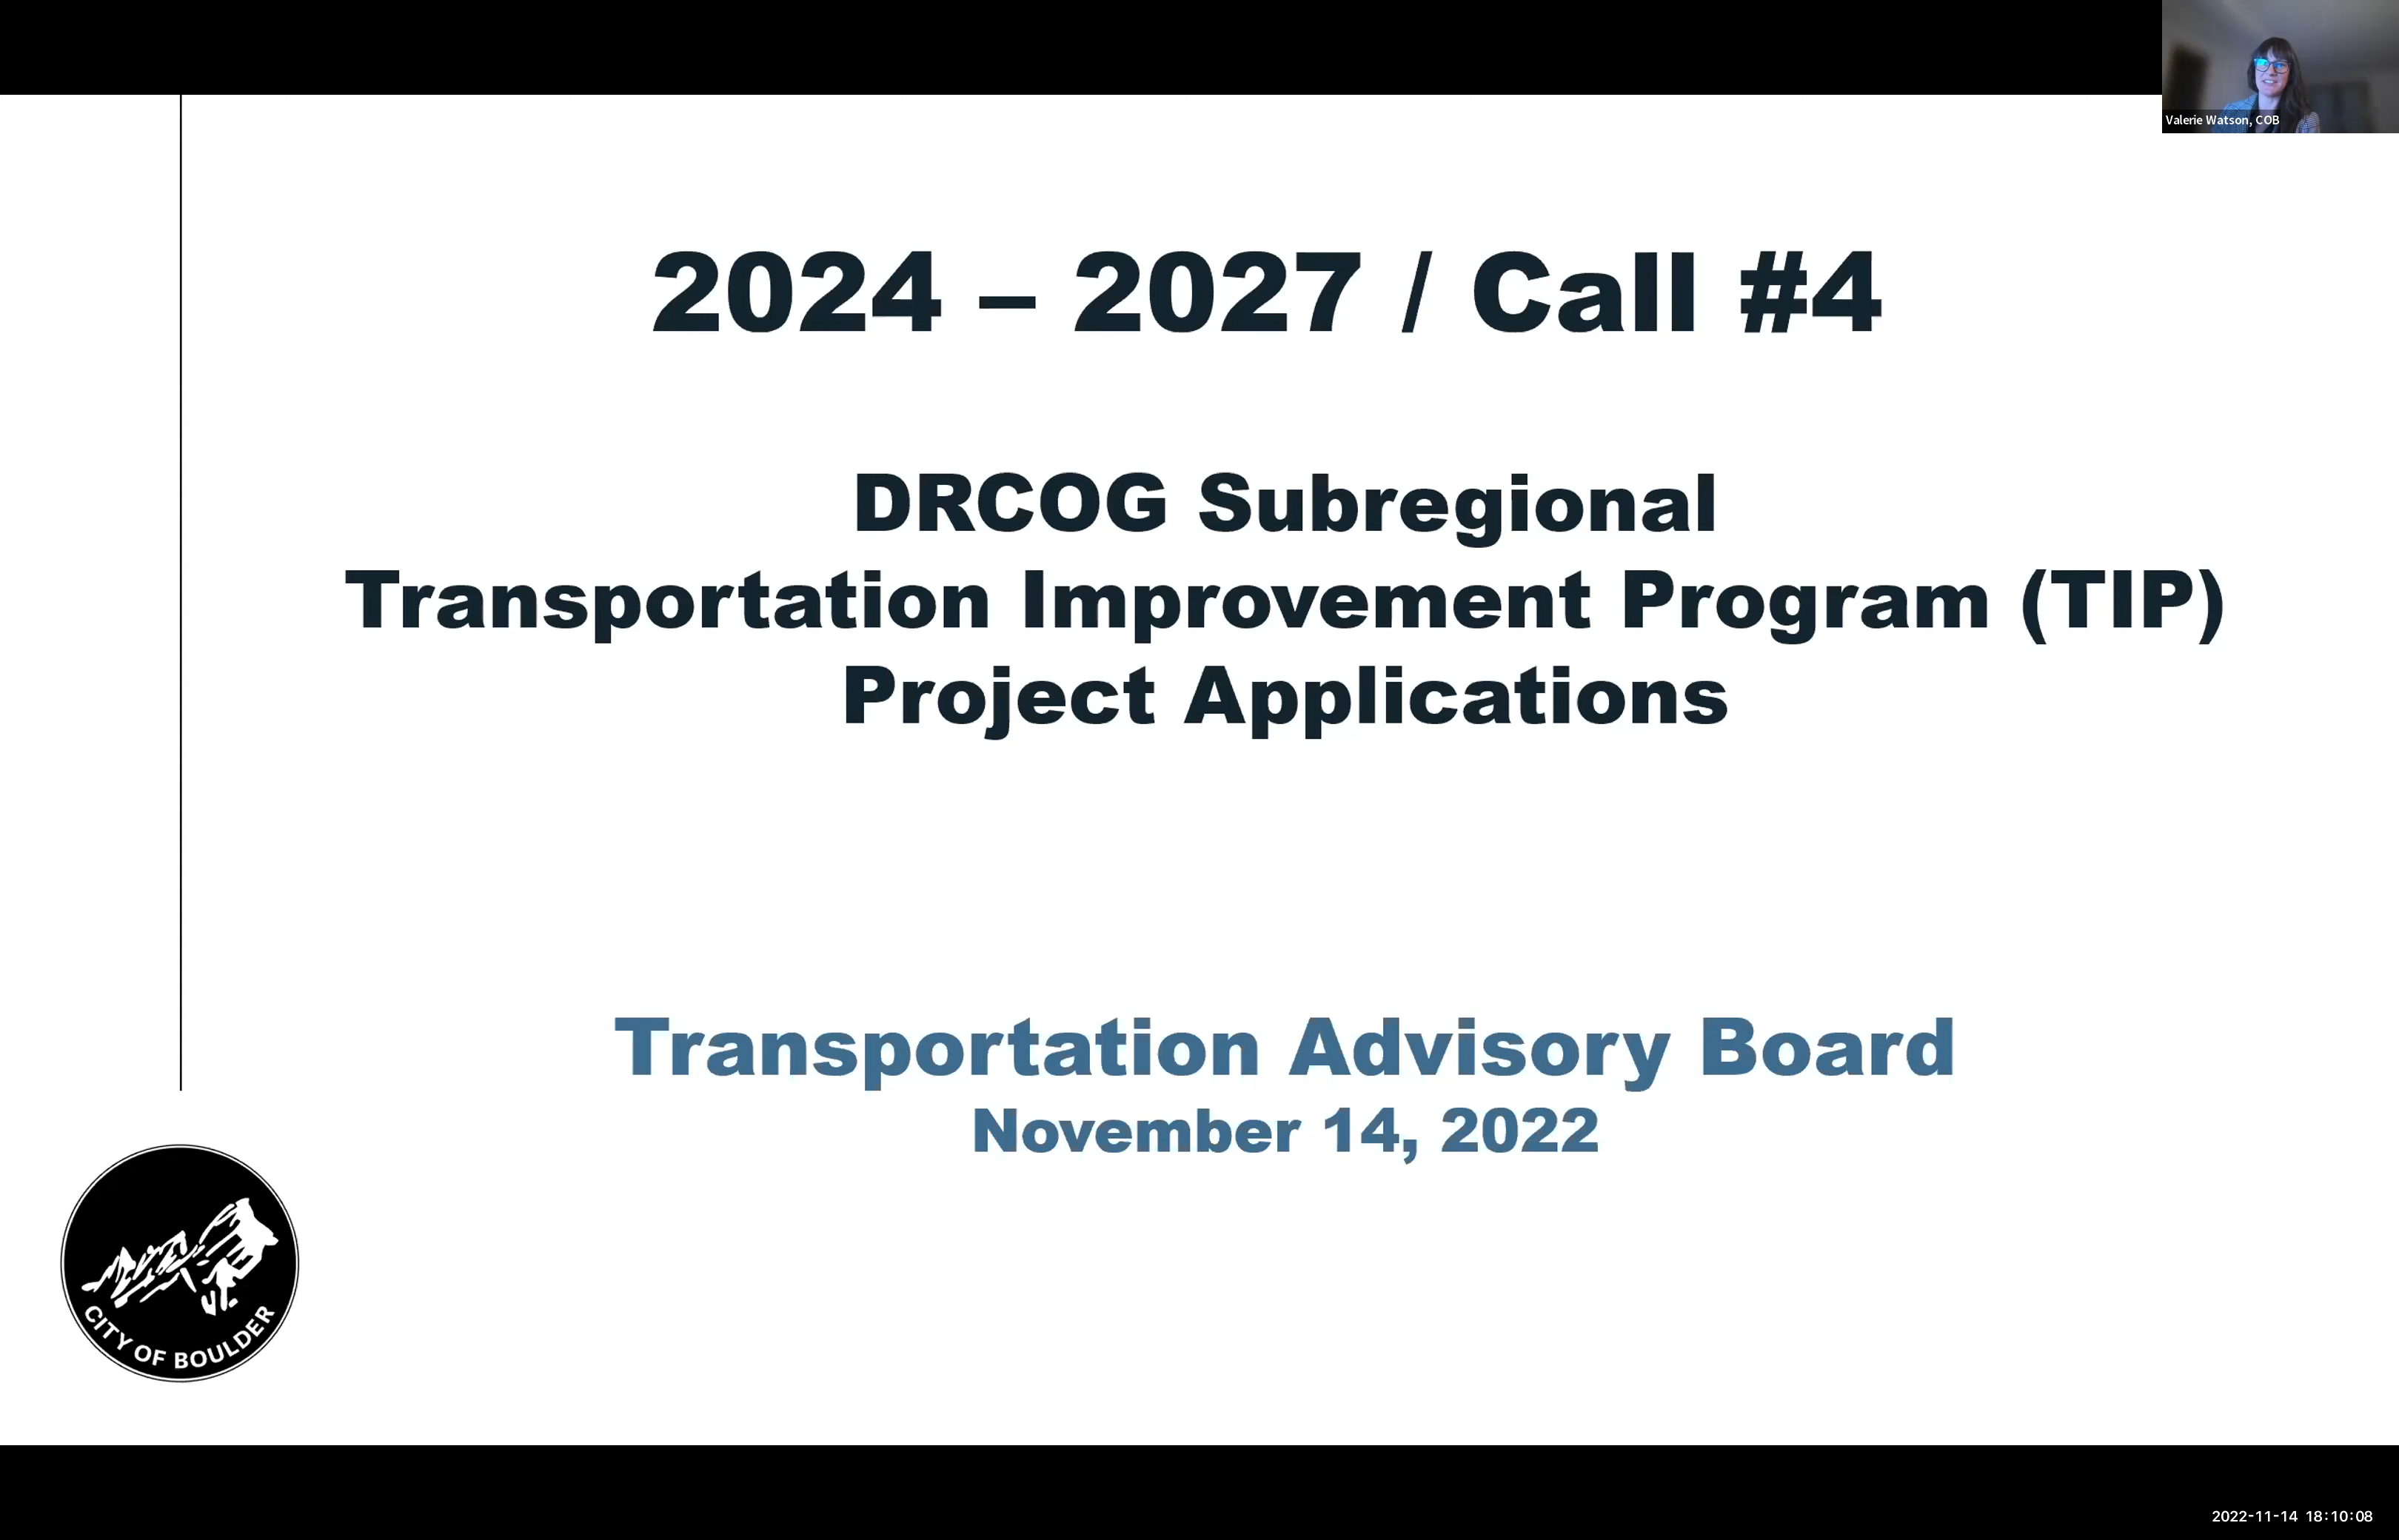 Valerie Watson, COB
2024 – 2027 / Call #4
DRCOG Subregional
Transportation Improvement Program (TIP)
Project Applications
Transportation Advisory Board
November 14, 2022
CITY OF BOULDER
2022-11-14 18:10:08